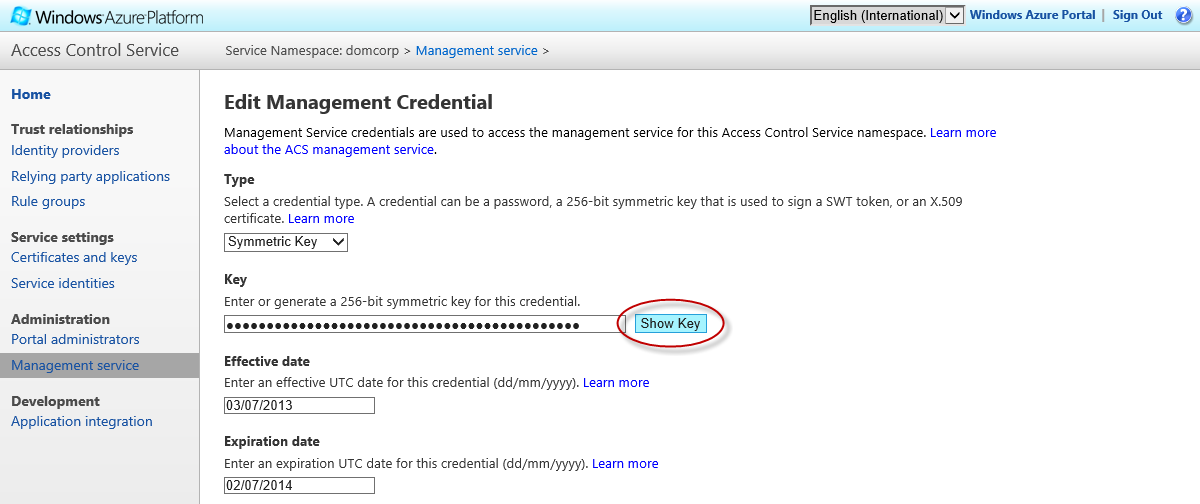 Windows Azure Platform
English (International)
Windows Azure Portal | Sign Out
?
Access Control Service
Service Namespace: domcorp > Management service >
Home
Trust relationships
Identity providers
Relying party applications
Rule groups
Service settings
Certificates and keys
Service identities
Administration
Portal administrators
Management service
Development
Application integration
Edit Management Credential
Management Service credentials are used to access the management service for this Access Control Service namespace. Learn more
about the ACS management service.
Type
Select a credential type. A credential can be a password, a 256-bit symmetric key that is used to sign a SWT token, or an X.509
certificate. Learn more
Symmetric Key
Key
Enter or generate a 256-bit symmetric key for this credential.
Show Key
Effective date
Enter an effective UTC date for this credential (dd/mm/yyyy). Learn more
03/07/2013
Expiration date
Enter an expiration UTC date for this credential (dd/mm/yyyy). Learn more
02/07/2014